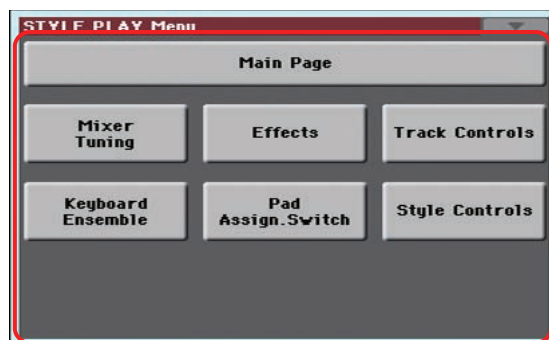 STYLE PLAY Menu
Main Page
Mixer
Tuning
Effects
Track Controls
Keyboard
Ensemble
Pad
Assign.Switch
Style Controls